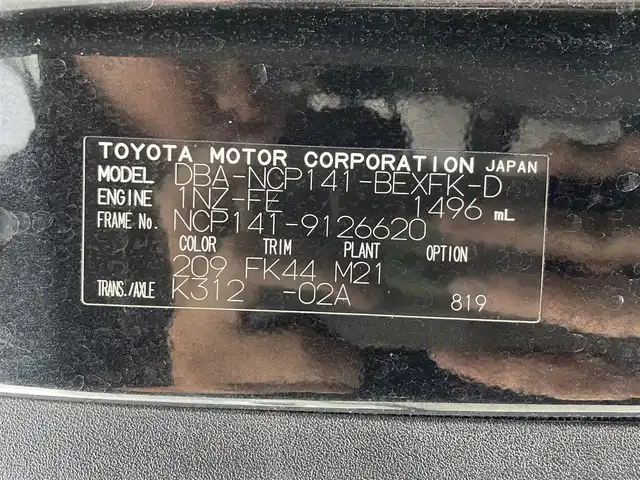 TOYOTA MOTOR CORPORATION JAPAN
MODEL DBA-NCP141-BEXFK-D
ENGINE 1NZ-FE 1496 mL
FRAME No. NCP141-9126620
COLOR TRIM PLANT OPTION
209 FK44 M21
TRANS./AXLE K312 -02A 819